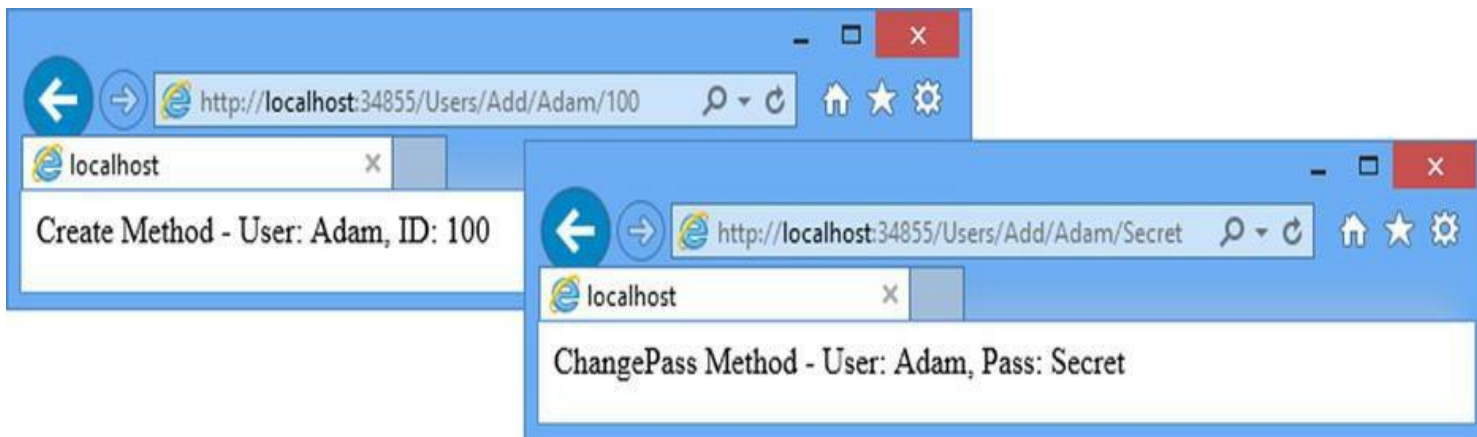 http://localhost:34855/Users/Add/Adam/100
localhost
Create Method - User: Adam, ID: 100
http://localhost:34855/Users/Add/Adam/Secret
localhost
ChangePass Method - User: Adam, Pass: Secret